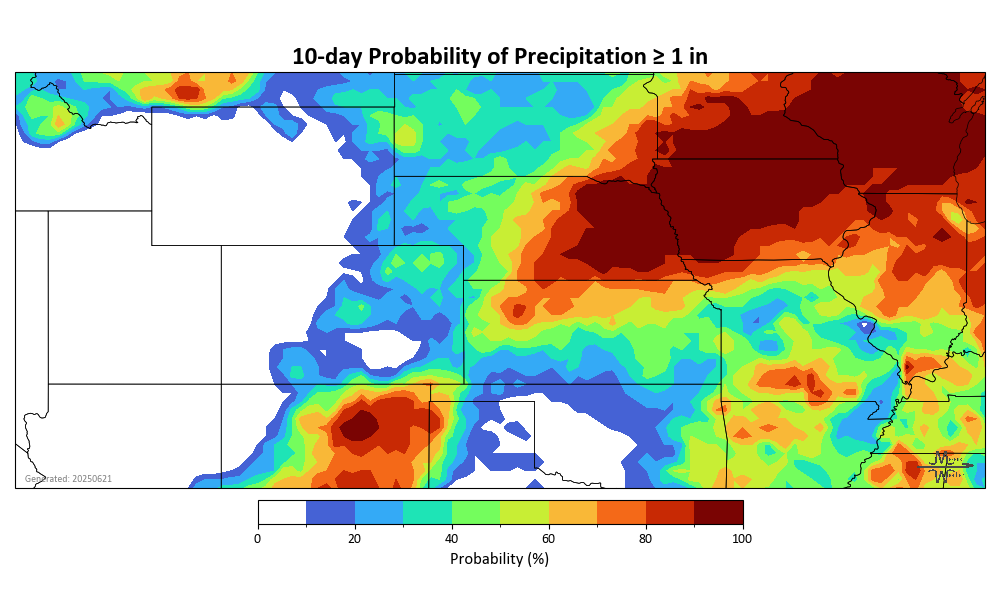 10-day Probability of Precipitation ≥ 1 in
Generated: 20250621
0 20 40 60 80 100
Probability (%)